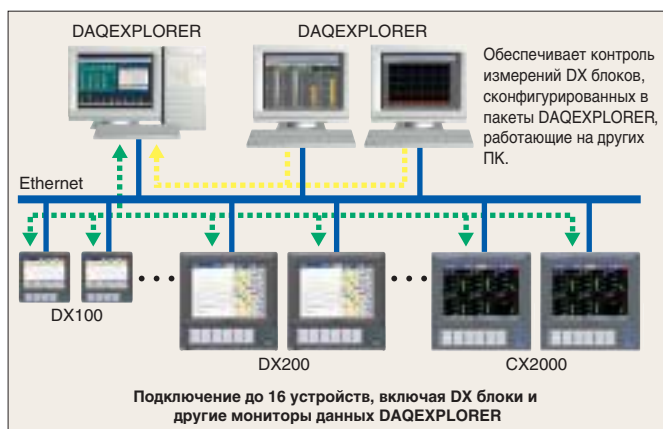 DAQEXPLORER
DAQEXPLORER
Обеспечивает контроль
измерений DX блоков,
сконфигурированных в
пакеты DAQEXPLORER,
работающие на других
ПК.
Ethernet
DX100
DX200
CX2000
Подключение до 16 устройств, включая DX блоки и
другие мониторы данных DAQEXPLORER